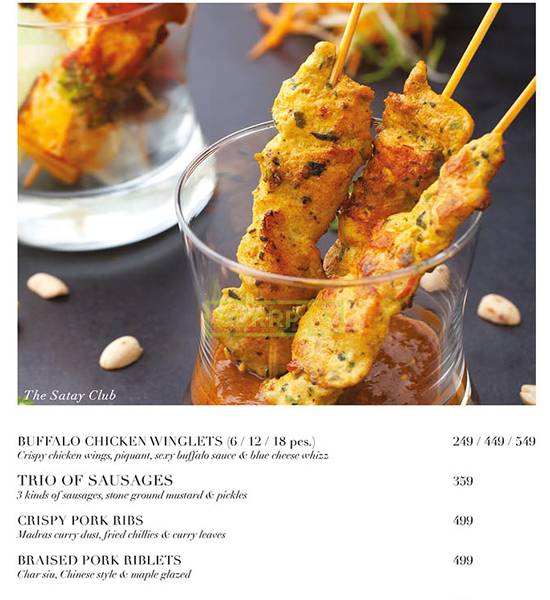 The Satay Club
BUFFALO CHICKEN WINGLETS (6 / 12 / 18 pcs.) 249 / 449 / 549
Crispy chicken wings, piquant, sexy buffalo sauce & blue cheese whizz
TRIO OF SAUSAGES 359
3 kinds of sausages, stone ground mustard & pickles
CRISPY PORK RIBS 499
Madras curry dust, fried chillies & curry leaves
BRAISED PORK RIBLETS 499
Char siu, Chinese style & maple glazed